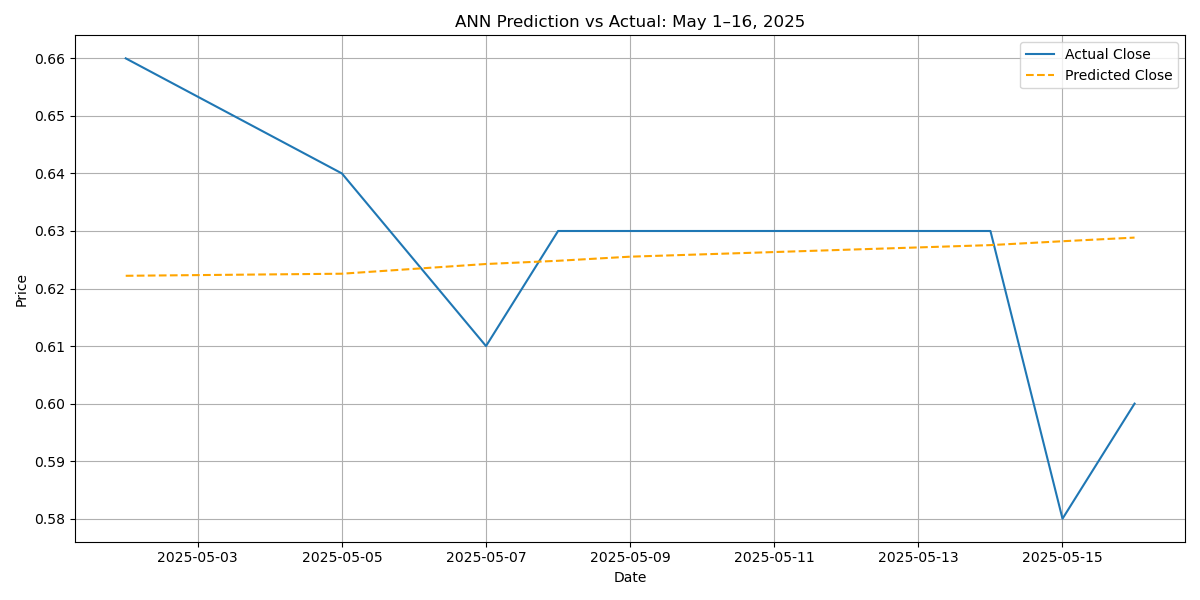 ANN Prediction vs Actual: May 1–16, 2025
Actual Close
Predicted Close
Price
0.66
0.65
0.64
0.63
0.62
0.61
0.60
0.59
0.58
2025-05-03 2025-05-05 2025-05-07 2025-05-09 2025-05-11 2025-05-13 2025-05-15
Date